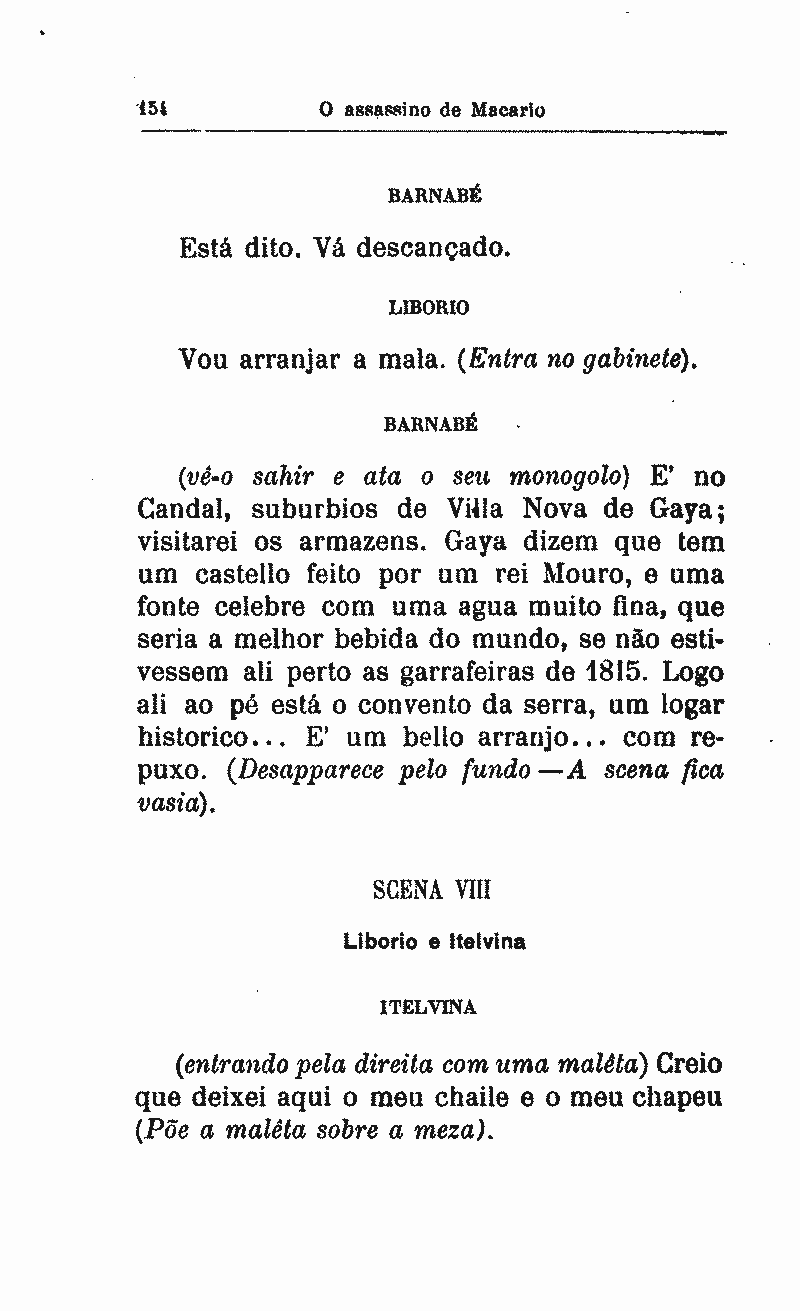 154 O assassino de Macario
BARNABÉ
Está dito. Vá descançado.
LIBORIO
Vou arranjar a mala. (Entra no gabinete).
BARNABÉ
(vê-o sahir e ata o seu monogolo) E' no
Candal, suburbios de Villa Nova de Gaya;
visitarei os armazens. Gaya dizem que tem
um castello feito por um rei Mouro, e uma
fonte celebre com uma agua muito fina, que
seria a melhor bebida do mundo, se não esti-
vessem ali perto as garrafeiras de 1815. Logo
ali ao pé está o convento da serra, um logar
historico... E' um bello arranjo... com re-
puxo. (Desapparece pelo fundo — A scena fica
vasia).
SCENA VIII
Liborio e Itelvina
ITELVINA
(entrando pela direita com uma malêta) Creio
que deixei aqui o meu chaile e o meu chapeu
(Põe a malêta sobre a meza).